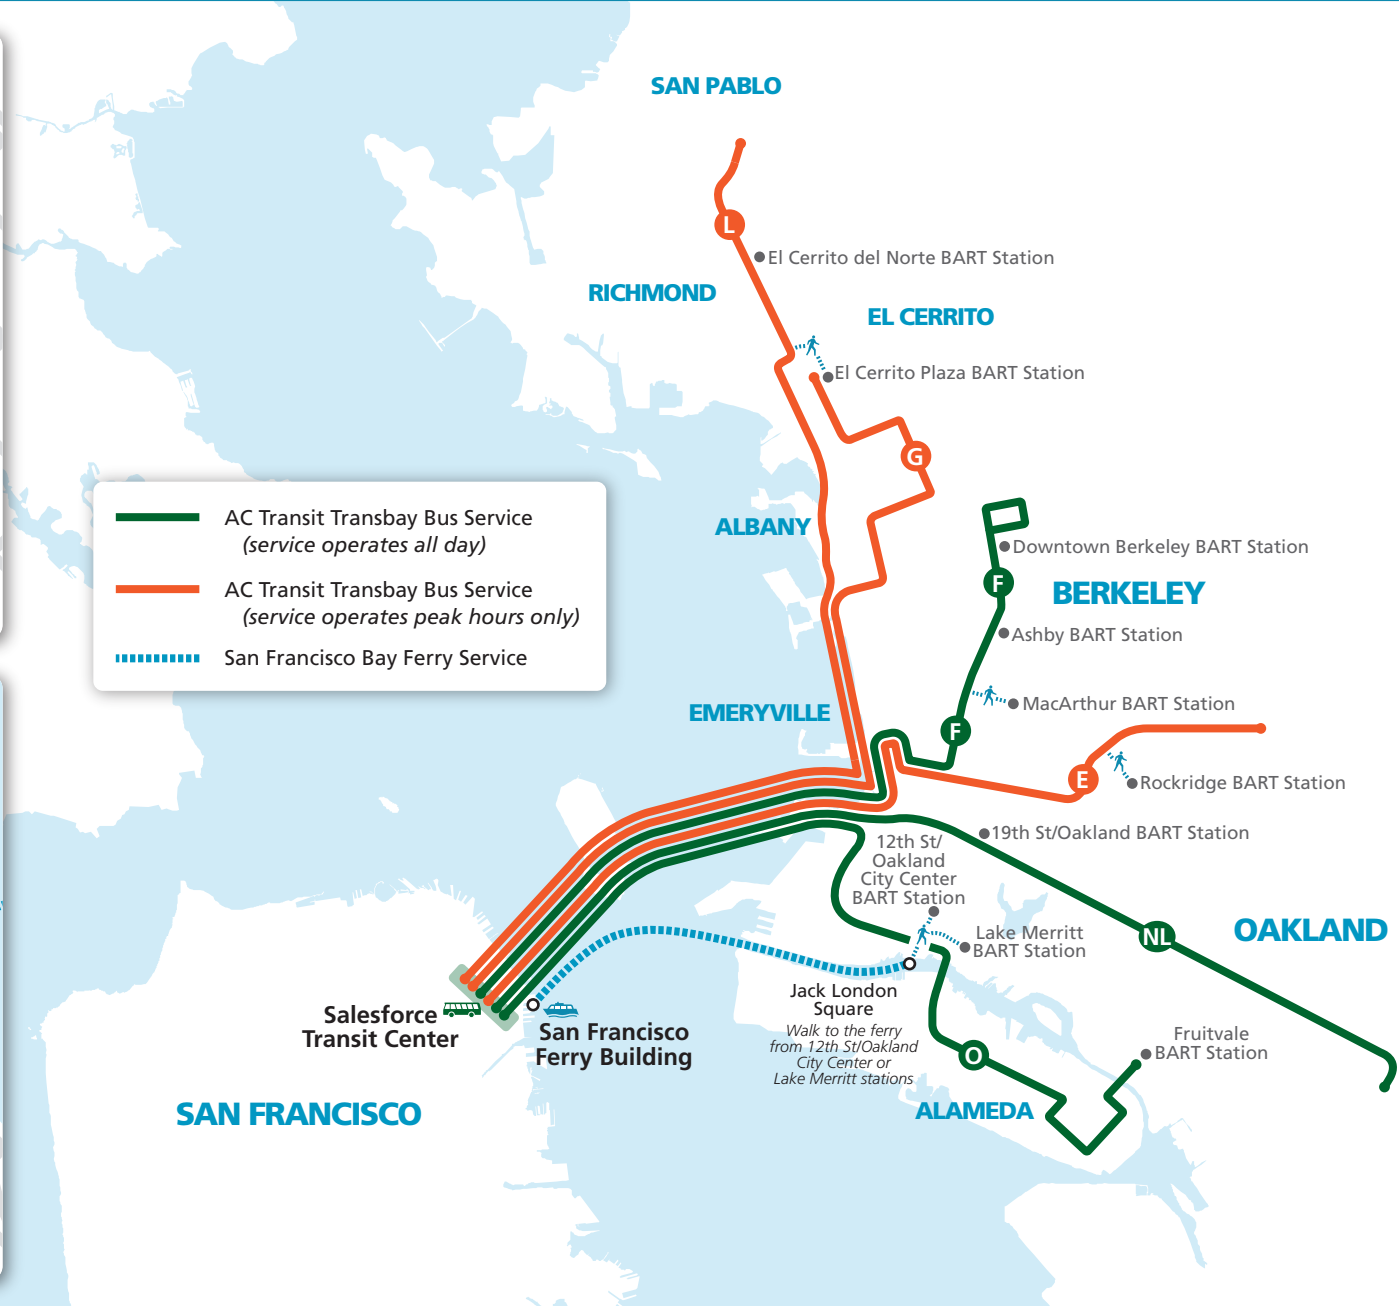 SAN PABLO
L
El Cerrito del Norte BART Station
RICHMOND
EL CERRITO
El Cerrito Plaza BART Station
G
AC Transit Transbay Bus Service
(service operates all day)
AC Transit Transbay Bus Service
(service operates peak hours only)
San Francisco Bay Ferry Service
ALBANY
Downtown Berkeley BART Station
F
BERKELEY
Ashby BART Station
MacArthur BART Station
EMERYVILLE
F
E
Rockridge BART Station
19th St/Oakland BART Station
12th St/
Oakland
City Center
BART Station
Lake Merritt
BART Station
NL
OAKLAND
Jack London
Square
Walk to the ferry
from 12th St/Oakland
City Center or
Lake Merritt stations
Salesforce
Transit Center
San Francisco
Ferry Building
O
Fruitvale
BART Station
SAN FRANCISCO
ALAMEDA